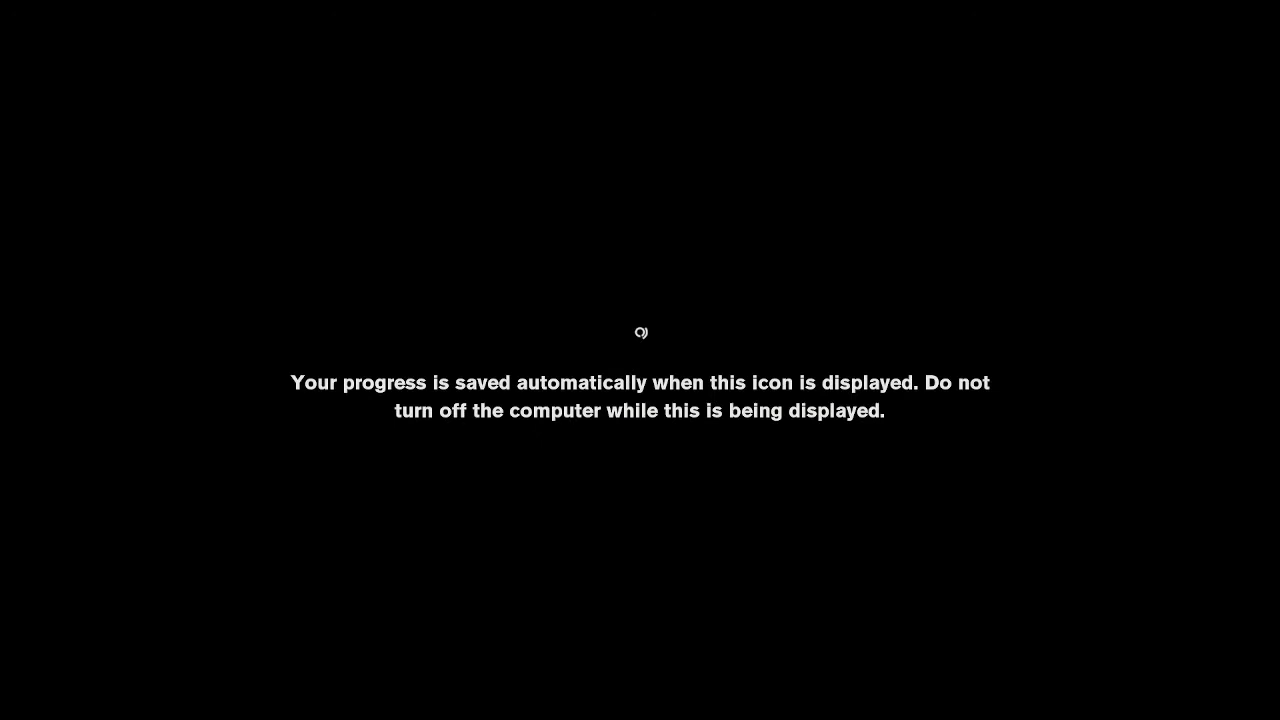 Your progress is saved automatically when this icon is displayed. Do not
turn off the computer while this is being displayed.